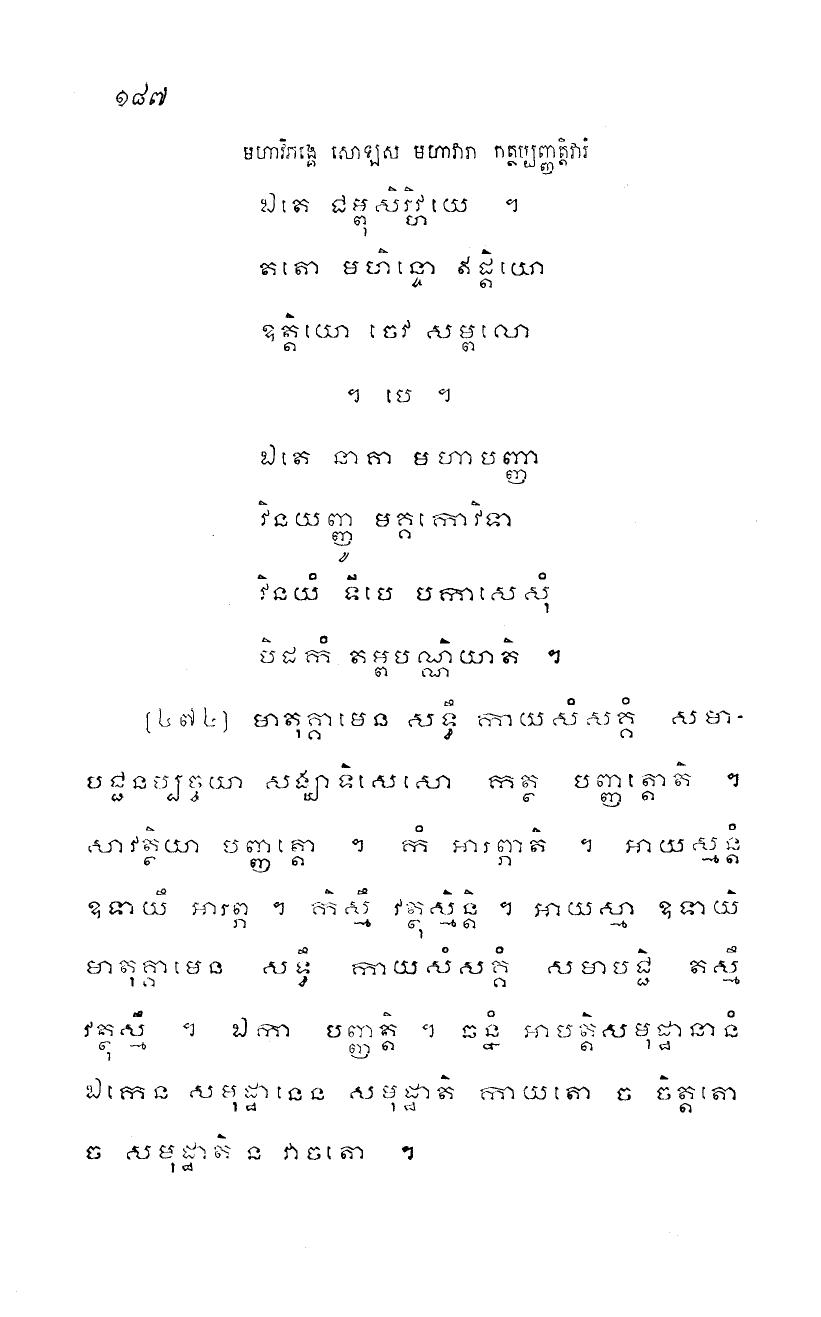 ១៨៧
មហាវិភង្គេ សោឡស មហាវារា កត្ថប្បញ្ញត្តិវារំ
ឯតេ ជម្ពុសិរិវ្ហិយេ ។
តតោ មហិន្ទោ ឥដ្តិយោ
ឧត្តិយោ ចេវ សម្ពលោ
។ បេ ។
ឯតេ នាគា មហាបញ្ញា
វិនយញ្ញូ មគ្គកោវិទា
វិនយំ ទីបេ បកាសេសុំ
បិដកំ តម្ពបណ្ណិយាតិ ។
[៤៧៤] មាតុគ្គាមេន សទ្ធឹ កាយសំសគ្គំ សមា-
បជ្ជនប្បច្ចយា សង្ឃាទិសេសោ កត្ថ បញ្ញត្តោតិ ។
សាវត្ថិយា បញ្ញត្តោ ។ កំ អារព្ភាតិ ។ អាយស្មន្តំ
ឧទាយឹ អារព្ភ ។ កិស្មឹ វត្ថុស្មិន្តិ ។ អាយស្មា ឧទាយិ
មាតុគ្គាមេន សទ្ធឹ កាយសំសគ្គំ សមាបជ្ជិ តស្មឹ
វត្ថុស្មឹ ។ ឯកា បញ្ញត្តិ ។ ឆន្នំ អាបត្តិសមុដ្ឋានានំ
ឯកេន សមុដ្ឋានេន សមុដ្ឋាតិ កាយតោ ច ចិត្តតោ
ច សមុដ្ឋាតិ ន វាចតោ ។